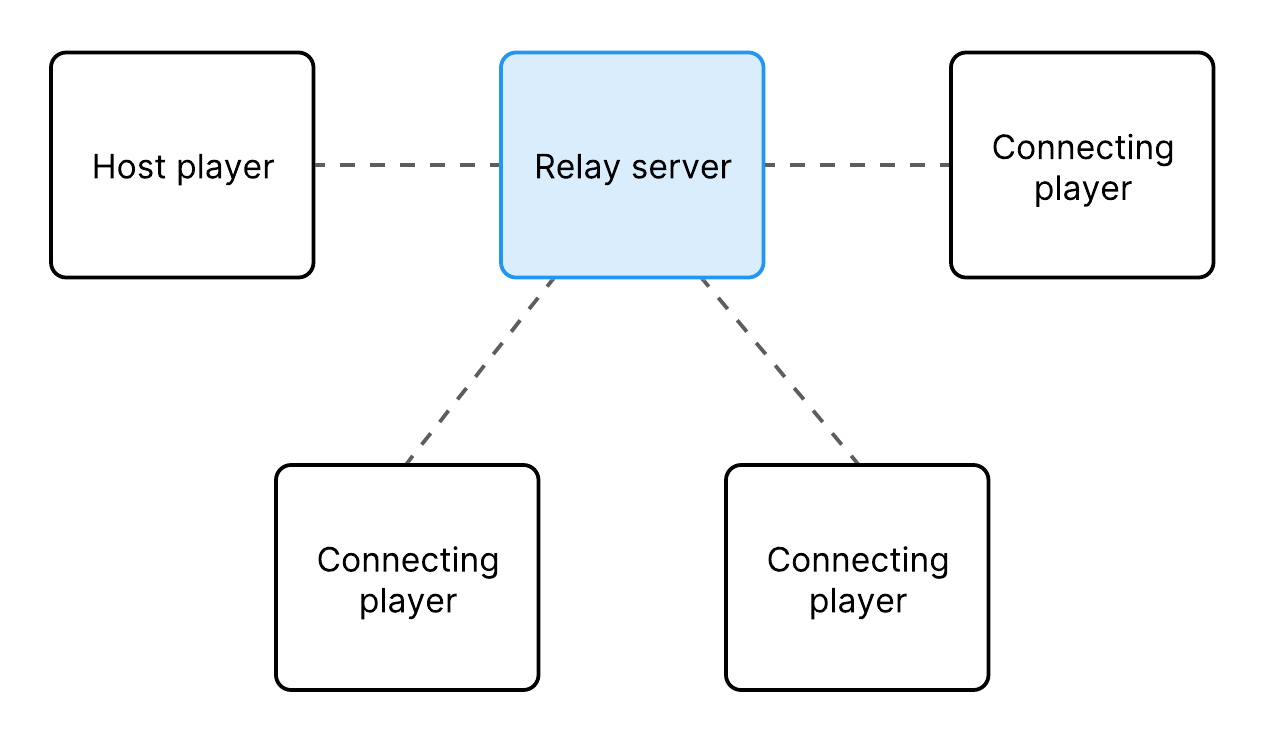 Host player
Relay server
Connecting
player
Connecting
player
Connecting
player